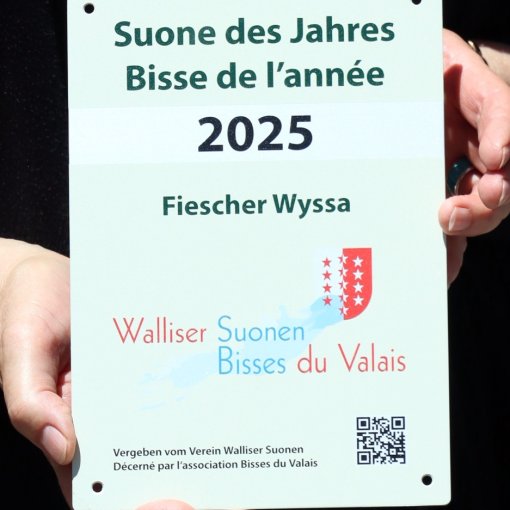 Suone des Jahres
Bisse de l'année
2025
Fiescher Wyssa
Walliser Suonen
Bisses du Valais
Vergeben vom Verein Walliser Suonen
Décerné par l'association Bisses du Valais